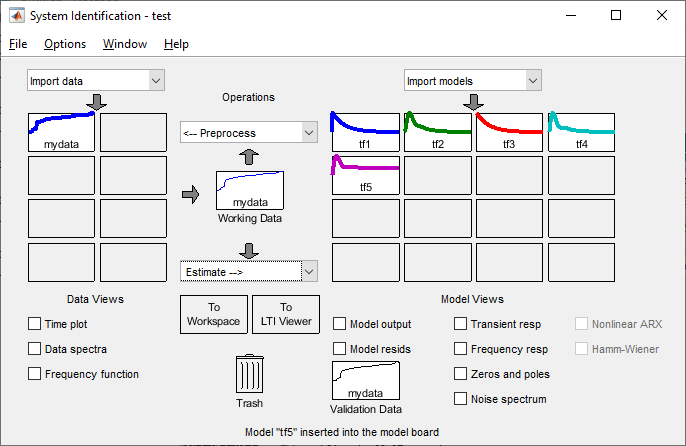 System Identification - test
File Options Window Help
Import data
Import models
Operations
<-- Preprocess
mydata
tf1 tf2 tf3 tf4
tf5
mydata
Working Data
Estimate -->
Data Views
Model Views
To
Workspace
To
LTI Viewer
Time plot
Data spectra
Frequency function
Model output
Model resids
Transient resp
Frequency resp
Zeros and poles
Noise spectrum
Nonlinear ARX
Hamm-Wiener
Trash
mydata
Validation Data
Model "tf5" inserted into the model board